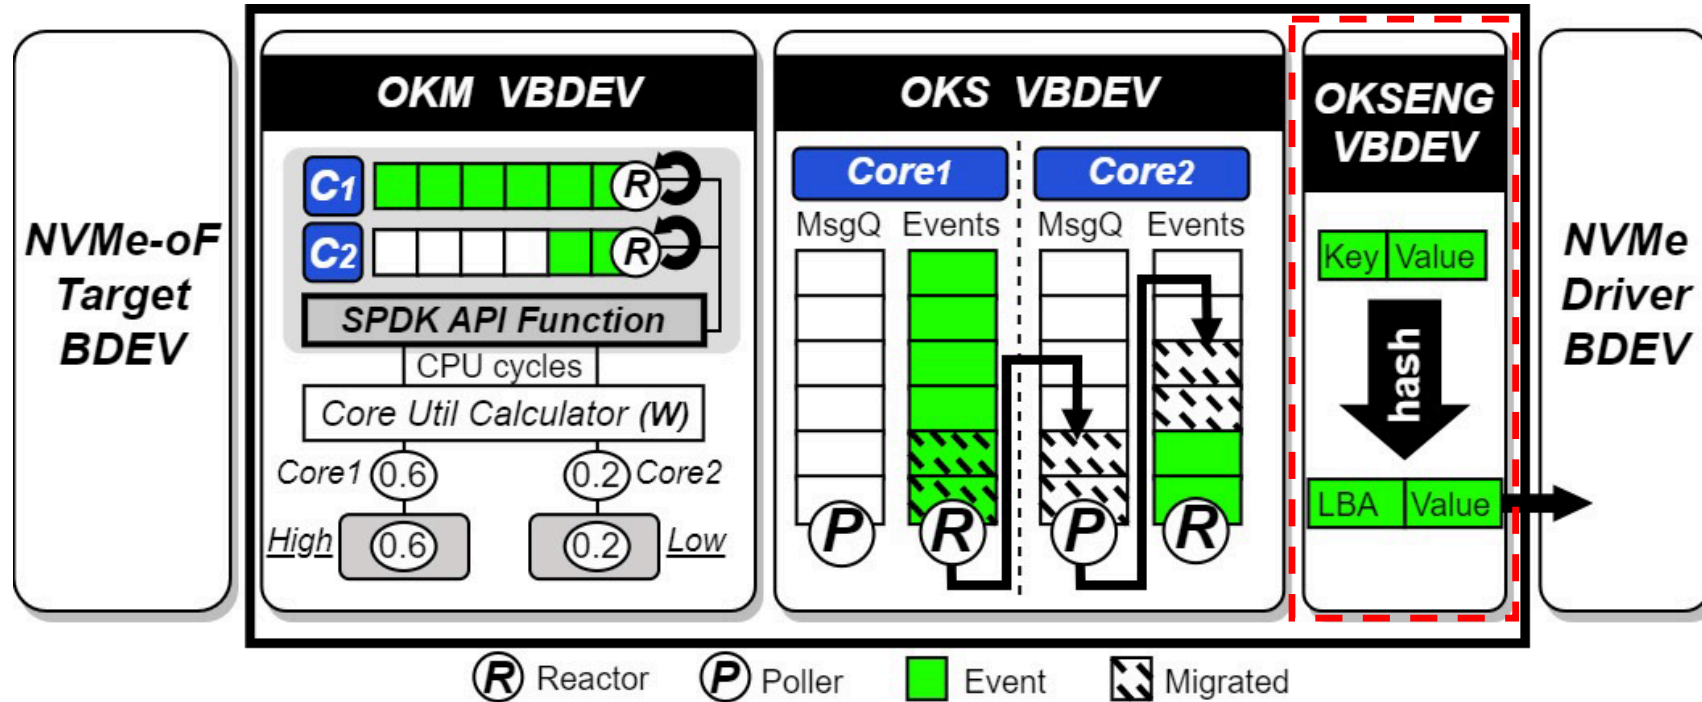 NVMe-oF
Target
BDEV
OKM VBDEV
C1
R
C2
R
SPDK API Function
CPU cycles
Core Util Calculator (W)
Core1 0.6
0.2 Core2
High 0.6
0.2 Low
OKS VBDEV
Core1
Core2
MsgQ Events
MsgQ Events
P
R
P
R
OKSENG
VBDEV
Key Value
hash
LBA Value
NVMe
Driver
BDEV
R Reactor
P Poller
Event
Migrated